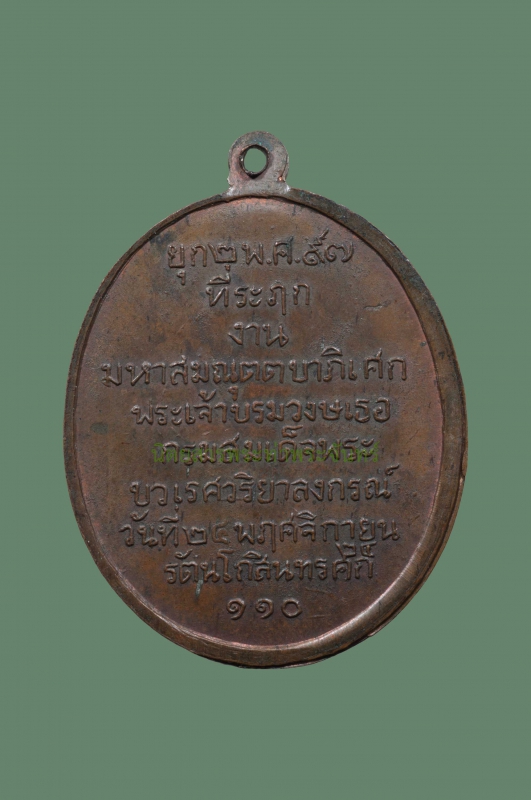 ยุก๒พ.ศ.๕๗
ที่ระฦก
งาน
มหาสมณุตตมาภิเศก
พระเจ้าบรมวงษเธอ
กรมสมเด็จพระ
บวเรศวริยาลงกรณ์
วันที่๒๔พฤศจิกายน
รัตนโกสินทรศก๊
๑๑๐